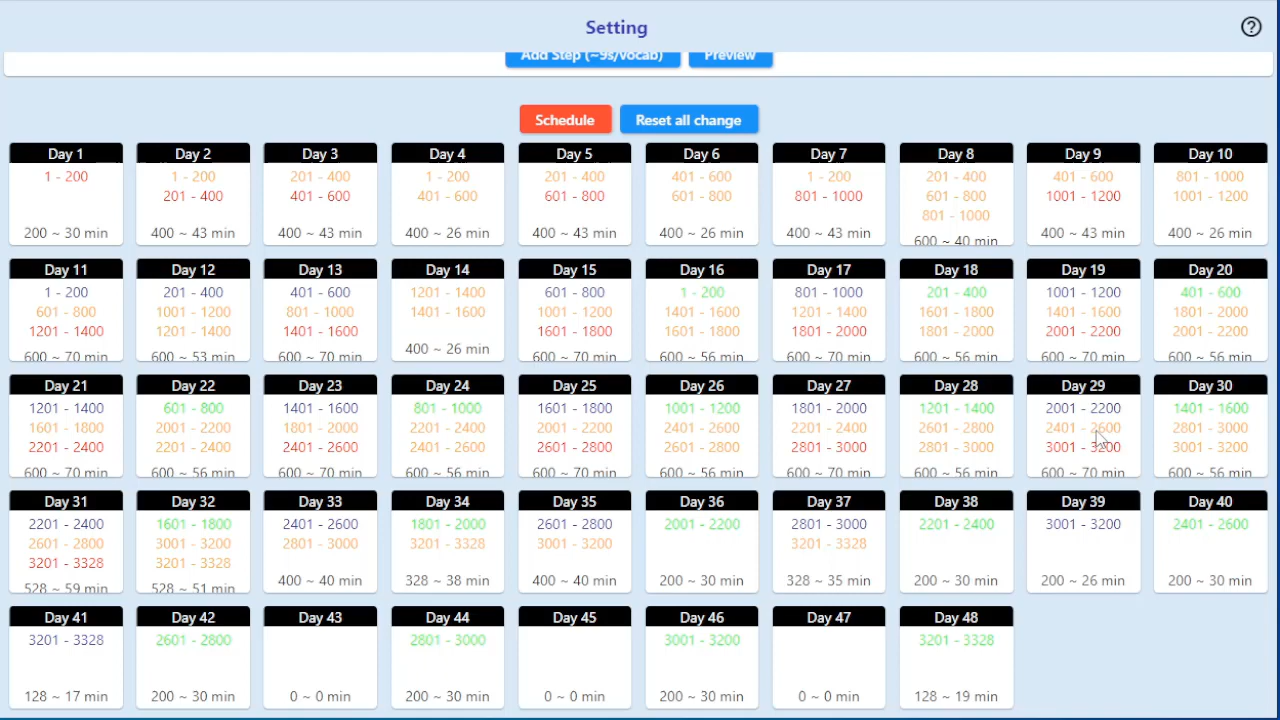 Setting
Add Step (~9s/vocab) Preview
Schedule Reset all change
Day 1 Day 2 Day 3 Day 4 Day 5 Day 6 Day 7 Day 8 Day 9 Day 10
1 - 200 1 - 200 201 - 400 1 - 200 201 - 400 401 - 600 1 - 200 201 - 400 401 - 600 801 - 1000
201 - 400 401 - 600 401 - 600 601 - 800 601 - 800 801 - 1000 601 - 800 1001 - 1200 1001 - 1200
801 - 1000
200 ~ 30 min 400 ~ 43 min 400 ~ 43 min 400 ~ 26 min 400 ~ 43 min 400 ~ 26 min 400 ~ 43 min 600 ~ 40 min 400 ~ 43 min 400 ~ 26 min
Day 11 Day 12 Day 13 Day 14 Day 15 Day 16 Day 17 Day 18 Day 19 Day 20
1 - 200 201 - 400 401 - 600 1201 - 1400 601 - 800 1 - 200 801 - 1000 201 - 400 1001 - 1200 401 - 600
601 - 800 1001 - 1200 801 - 1000 1401 - 1600 1001 - 1200 1401 - 1600 1201 - 1400 1601 - 1800 1401 - 1600 1801 - 2000
1201 - 1400 1201 - 1400 1401 - 1600 1601 - 1800 1601 - 1800 1801 - 2000 1801 - 2000 2001 - 2200 2001 - 2200
600 ~ 70 min 600 ~ 53 min 600 ~ 70 min 400 ~ 26 min 600 ~ 70 min 600 ~ 56 min 600 ~ 70 min 600 ~ 56 min 600 ~ 70 min 600 ~ 56 min
Day 21 Day 22 Day 23 Day 24 Day 25 Day 26 Day 27 Day 28 Day 29 Day 30
1201 - 1400 601 - 800 1401 - 1600 801 - 1000 1601 - 1800 1001 - 1200 1801 - 2000 1201 - 1400 2001 - 2200 1401 - 1600
1601 - 1800 2001 - 2200 1801 - 2000 2201 - 2400 2001 - 2200 2401 - 2600 2201 - 2400 2601 - 2800 2401 - 2600 2801 - 3000
2201 - 2400 2201 - 2400 2401 - 2600 2401 - 2600 2601 - 2800 2601 - 2800 2801 - 3000 2801 - 3000 3001 - 3200 3001 - 3200
600 ~ 70 min 600 ~ 56 min 600 ~ 70 min 600 ~ 56 min 600 ~ 70 min 600 ~ 56 min 600 ~ 70 min 600 ~ 56 min 600 ~ 70 min 600 ~ 56 min
Day 31 Day 32 Day 33 Day 34 Day 35 Day 36 Day 37 Day 38 Day 39 Day 40
2201 - 2400 1601 - 1800 2401 - 2600 1801 - 2000 2601 - 2800 2001 - 2200 2801 - 3000 2201 - 2400 3001 - 3200 2401 - 2600
2601 - 2800 3001 - 3200 2801 - 3000 3201 - 3328 3001 - 3200 3201 - 3328
3201 - 3328 3201 - 3328
528 ~ 59 min 528 ~ 51 min 400 ~ 40 min 328 ~ 38 min 400 ~ 40 min 200 ~ 30 min 328 ~ 35 min 200 ~ 30 min 200 ~ 26 min 200 ~ 30 min
Day 41 Day 42 Day 43 Day 44 Day 45 Day 46 Day 47 Day 48
3201 - 3328 2601 - 2800 2801 - 3000 3001 - 3200 3201 - 3328
128 ~ 17 min 200 ~ 30 min 0 ~ 0 min 200 ~ 30 min 0 ~ 0 min 200 ~ 30 min 0 ~ 0 min 128 ~ 19 min